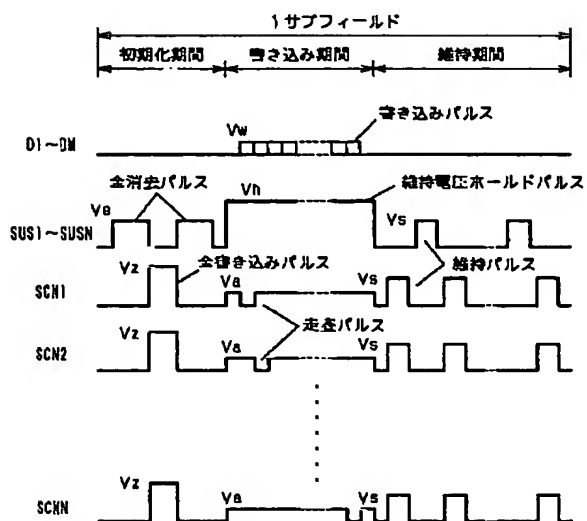 1サブフィールド
初期化期間
書き込み期間
維持期間
書き込みパルス
Vw
D1〜DM
全消去パルス
Vh
維持電圧ホールドパルス
Ve
Vs
SUS1〜SUSN
Vz
全書き込みパルス
Va
Vs
維持パルス
SCN1
走査パルス
Vz
Va
Vs
SCN2
Vz
Va
Vs
SCNN